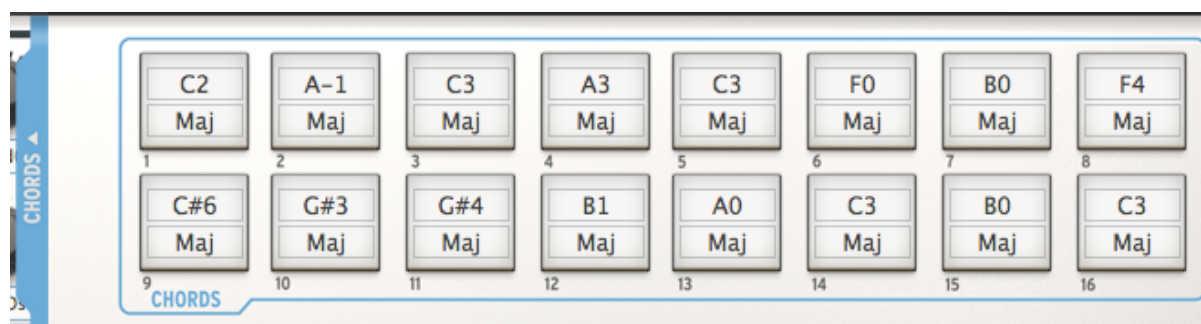 C2 A-1 C3 A3 C3 F0 B0 F4
Maj Maj Maj Maj Maj Maj Maj Maj
1 2 3 4 5 6 7 8
C#6 G#3 G#4 B1 A0 C3 B0 C3
Maj Maj Maj Maj Maj Maj Maj Maj
9 10 11 12 13 14 15 16
CHORDS
CHORDS ▲